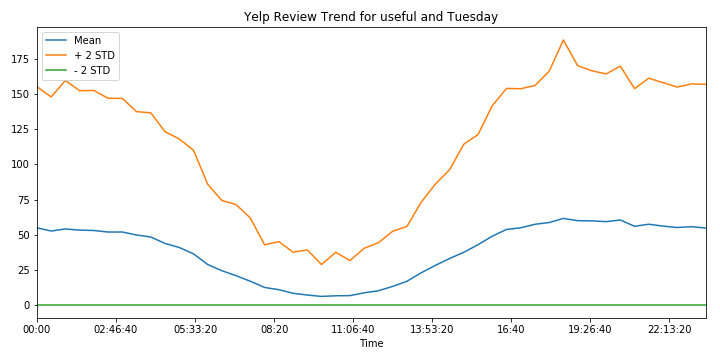 Yelp Review Trend for useful and Tuesday
Mean
+ 2 STD
- 2 STD
175
150
125
100
75
50
25
0
00:00 02:46:40 05:33:20 08:20 11:06:40 13:53:20 16:40 19:26:40 22:13:20
Time